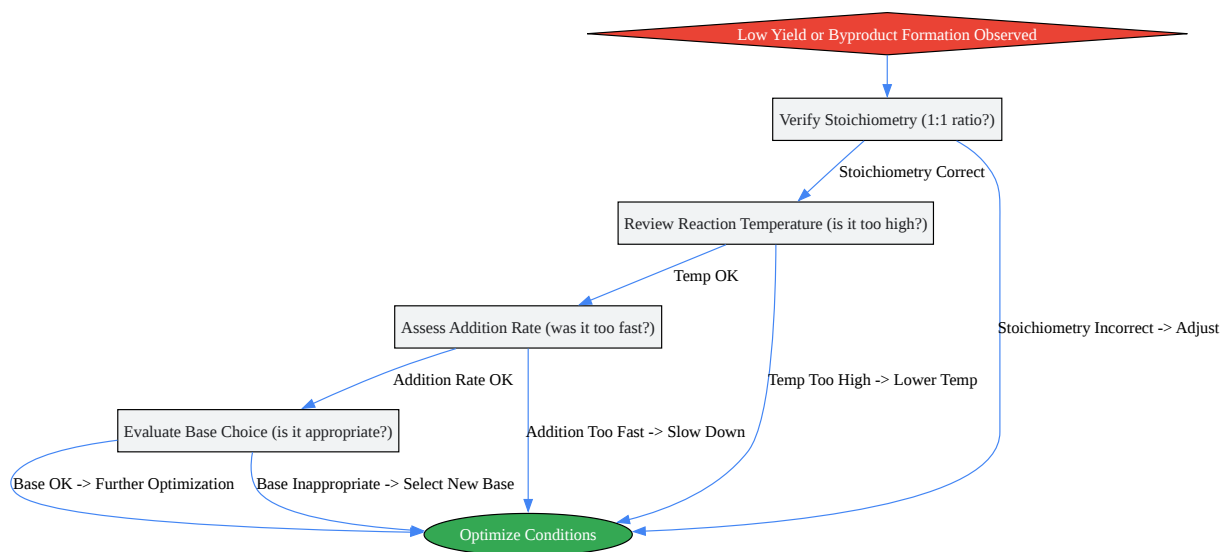 Low Yield or Byproduct Formation Observed
Verify Stoichiometry (1:1 ratio?)
Stoichiometry Correct
Review Reaction Temperature (is it too high?)
Temp OK
Assess Addition Rate (was it too fast?)
Stoichiometry Incorrect -> Adjust
Addition Rate OK
Temp Too High -> Lower Temp
Evaluate Base Choice (is it appropriate?)
Addition Too Fast -> Slow Down
Base OK -> Further Optimization
Base Inappropriate -> Select New Base
Optimize Conditions